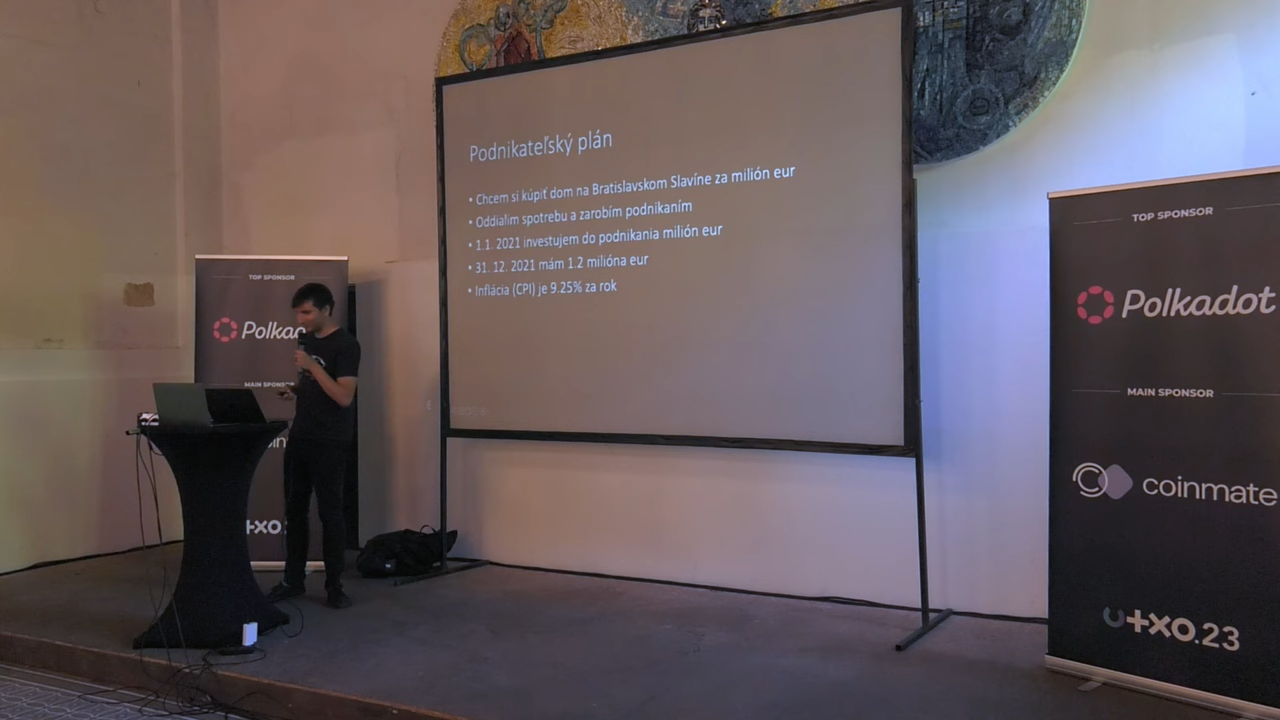 Podnikateľský plán
• Chcem si kúpiť dom na Bratislavskom Slavíne za milión eur
• Oddialim spotrebu a zarobím podnikaním
• 1.1. 2021 investujem do podnikania milión eur
• 31. 12. 2021 mám 1.2 milióna eur
• Inflácia (CPI) je 9.25% za rok
TOP SPONSOR
Polkad
MAIN SPONSOR
TOP SPONSOR
Polkadot
MAIN SPONSOR
coinmate
utxo.23